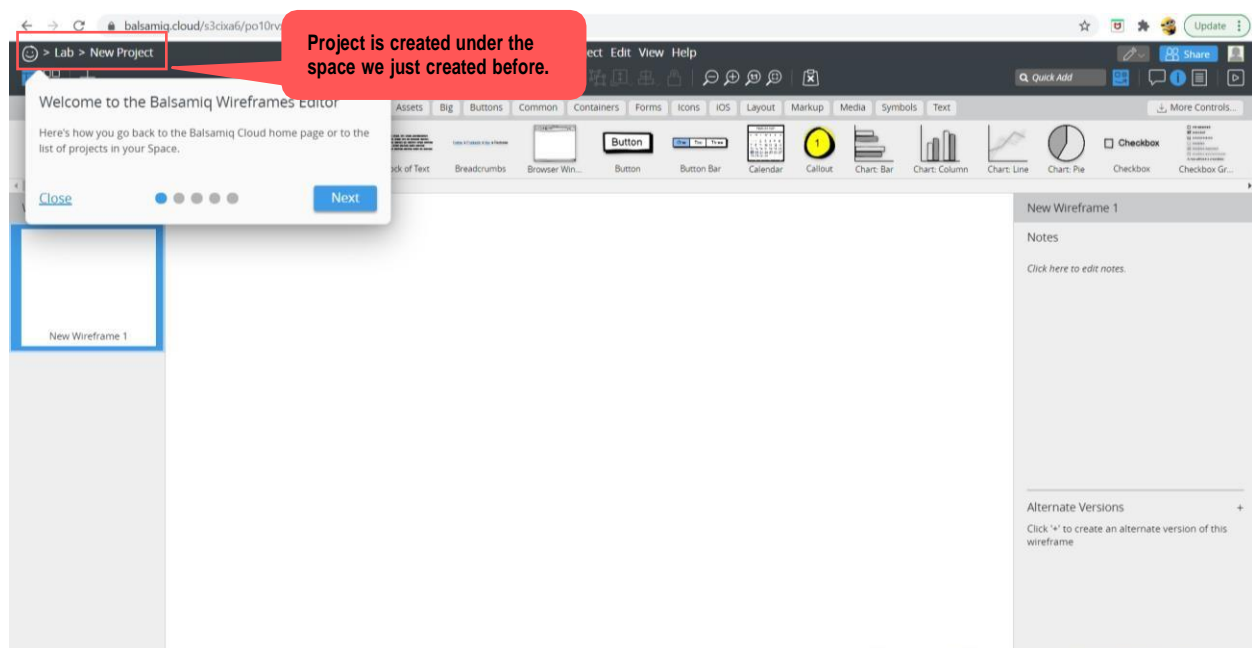 balsamiq.cloud/s3cixa6/po10rv
Update
> Lab > New Project
Project is created under the
space we just created before.
ect Edit View Help
Share
Quick Add
Welcome to the Balsamiq Wireframes Editor
Here's how you go back to the Balsamiq Cloud home page or to the
list of projects in your Space.
Close
Next
Assets Big Buttons Common Containers Forms Icons iOS Layout Markup Media Symbols Text
More Controls...
Button
One Two Three
1
Checkbox
ock of Text
Breadcrumbs
Browser Win...
Button
Button Bar
Calendar
Callout
Chart: Bar
Chart: Column
Chart: Line
Chart: Pie
Checkbox
Checkbox Gr...
New Wireframe 1
New Wireframe 1
Notes
Click here to edit notes.
Alternate Versions +
Click '+' to create an alternate version of this
wireframe